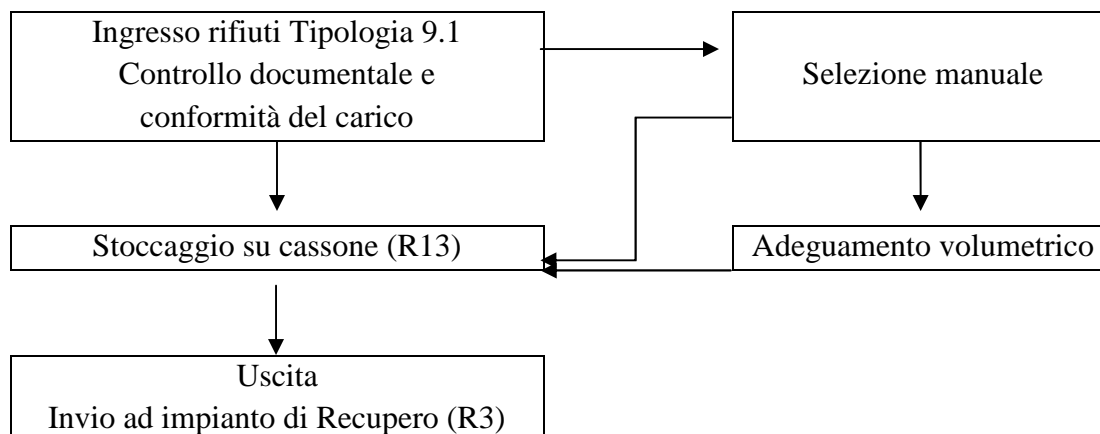 Ingresso rifiuti Tipologia 9.1
Controllo documentale e
conformità del carico
Selezione manuale
Stoccaggio su cassone (R13)
Adeguamento volumetrico
Uscita
Invio ad impianto di Recupero (R3)